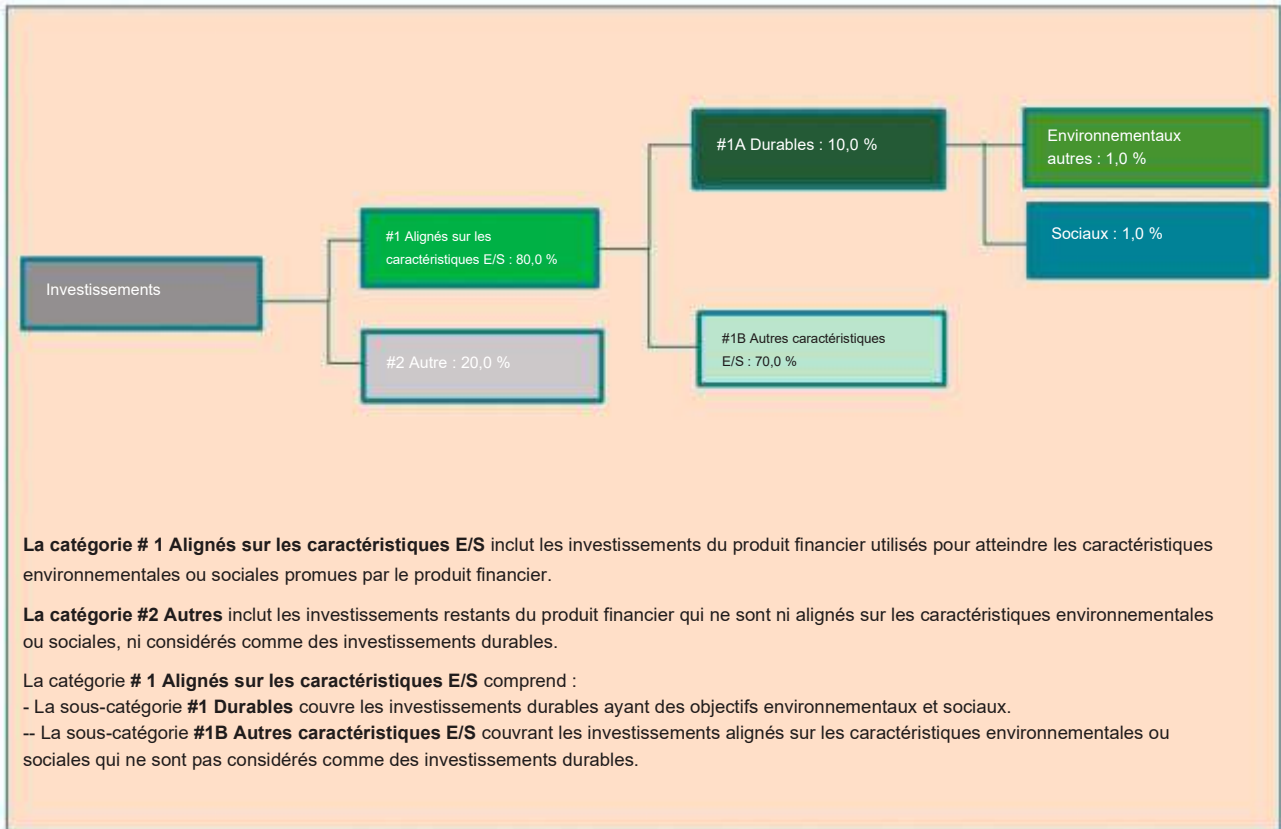 Investissements
#1 Alignés sur les
caractéristiques E/S : 80,0 %
#2 Autre : 20,0 %
#1A Durables : 10,0 %
#1B Autres caractéristiques
E/S : 70,0 %
Environnementaux
autres : 1,0 %
Sociaux : 1,0 %
La catégorie # 1 Alignés sur les caractéristiques E/S inclut les investissements du produit financier utilisés pour atteindre les caractéristiques
environnementales ou sociales promues par le produit financier.
La catégorie #2 Autres inclut les investissements restants du produit financier qui ne sont ni alignés sur les caractéristiques environnementales
ou sociales, ni considérés comme des investissements durables.
La catégorie # 1 Alignés sur les caractéristiques E/S comprend :
- La sous-catégorie #1 Durables couvre les investissements durables ayant des objectifs environnementaux et sociaux.
-- La sous-catégorie #1B Autres caractéristiques E/S couvrant les investissements alignés sur les caractéristiques environnementales ou
sociales qui ne sont pas considérés comme des investissements durables.